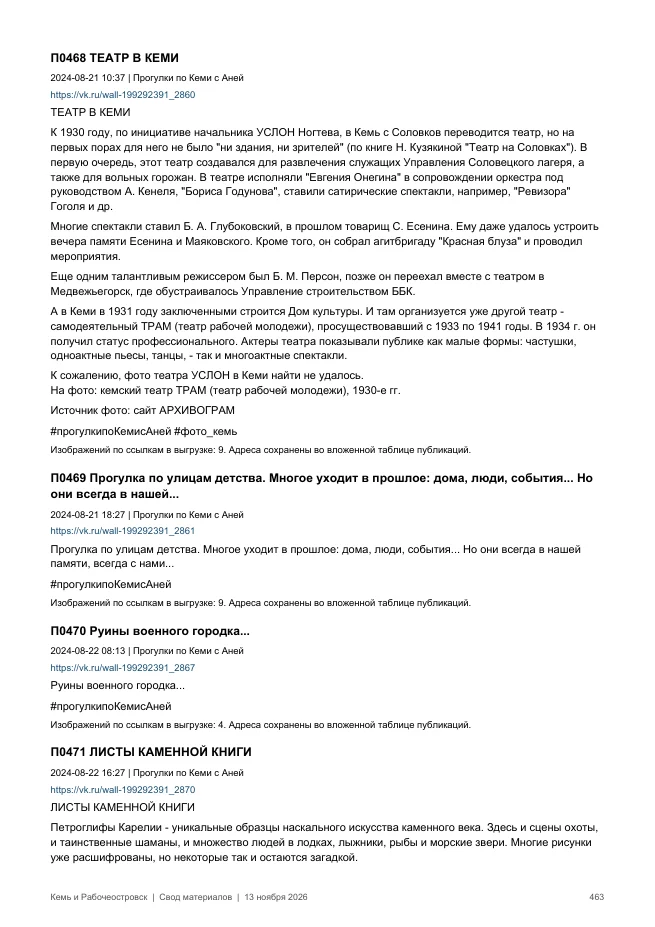 П0468 ТЕАТР В КЕМИ
2024-08-21 10:37 | Прогулки по Кеми с Аней
https://vk.ru/wall-199292391_2860
ТЕАТР В КЕМИ
К 1930 году, по инициативе начальника УСЛОН Ногтева, в Кемь с Соловков переводится театр, но на
первых порах для него не было "ни здания, ни зрителей" (по книге Н. Кузякиной "Театр на Соловках"). В
первую очередь, этот театр создавался для развлечения служащих Управления Соловецкого лагеря, а
также для вольных горожан. В театре исполняли "Евгения Онегина" в сопровождении оркестра под
руководством А. Кенеля, "Бориса Годунова", ставили сатирические спектакли, например, "Ревизора"
Гоголя и др.
Многие спектакли ставил Б. А. Глубоковский, в прошлом товарищ С. Есенина. Ему даже удалось устроить
вечера памяти Есенина и Маяковского. Кроме того, он собрал агитбригаду "Красная блуза" и проводил
мероприятия.
Еще одним талантливым режиссером был Б. М. Персон, позже он переехал вместе с театром в
Медвежьегорск, где обустраивалось Управление строительством ББК.
А в Кеми в 1931 году заключенными строится Дом культуры. И там организуется уже другой театр -
самодеятельный ТРАМ (театр рабочей молодежи), просуществовавший с 1933 по 1941 годы. В 1934 г. он
получил статус профессионального. Актеры театра показывали публике как малые формы: частушки,
одноактные пьесы, танцы, - так и многоактные спектакли.
К сожалению, фото театра УСЛОН в Кеми найти не удалось.
На фото: кемский театр ТРАМ (театр рабочей молодежи), 1930-е гг.
Источник фото: сайт АРХИВОГРАМ
#прогулкипоКемисАней #фото_кемь
Изображений по ссылкам в выгрузке: 9. Адреса сохранены во вложенной таблице публикаций.
П0469 Прогулка по улицам детства. Многое уходит в прошлое: дома, люди, события... Но
они всегда в нашей...
2024-08-21 18:27 | Прогулки по Кеми с Аней
https://vk.ru/wall-199292391_2861
Прогулка по улицам детства. Многое уходит в прошлое: дома, люди, события... Но они всегда в нашей
памяти, всегда с нами...
#прогулкипоКемисАней
Изображений по ссылкам в выгрузке: 9. Адреса сохранены во вложенной таблице публикаций.
П0470 Руины военного городка...
2024-08-22 08:13 | Прогулки по Кеми с Аней
https://vk.ru/wall-199292391_2867
Руины военного городка...
#прогулкипоКемисАней
Изображений по ссылкам в выгрузке: 4. Адреса сохранены во вложенной таблице публикаций.
П0471 ЛИСТЫ КАМЕННОЙ КНИГИ
2024-08-22 16:27 | Прогулки по Кеми с Аней
https://vk.ru/wall-199292391_2870
ЛИСТЫ КАМЕННОЙ КНИГИ
Петроглифы Карелии - уникальные образцы наскального искусства каменного века. Здесь и сцены охоты,
и таинственные шаманы, и множество людей в лодках, лыжники, рыбы и морские звери. Многие рисунки
уже расшифрованы, но некоторые так и остаются загадкой.
Кемь и Рабочеостровск | Свод материалов | 13 ноября 2026
463